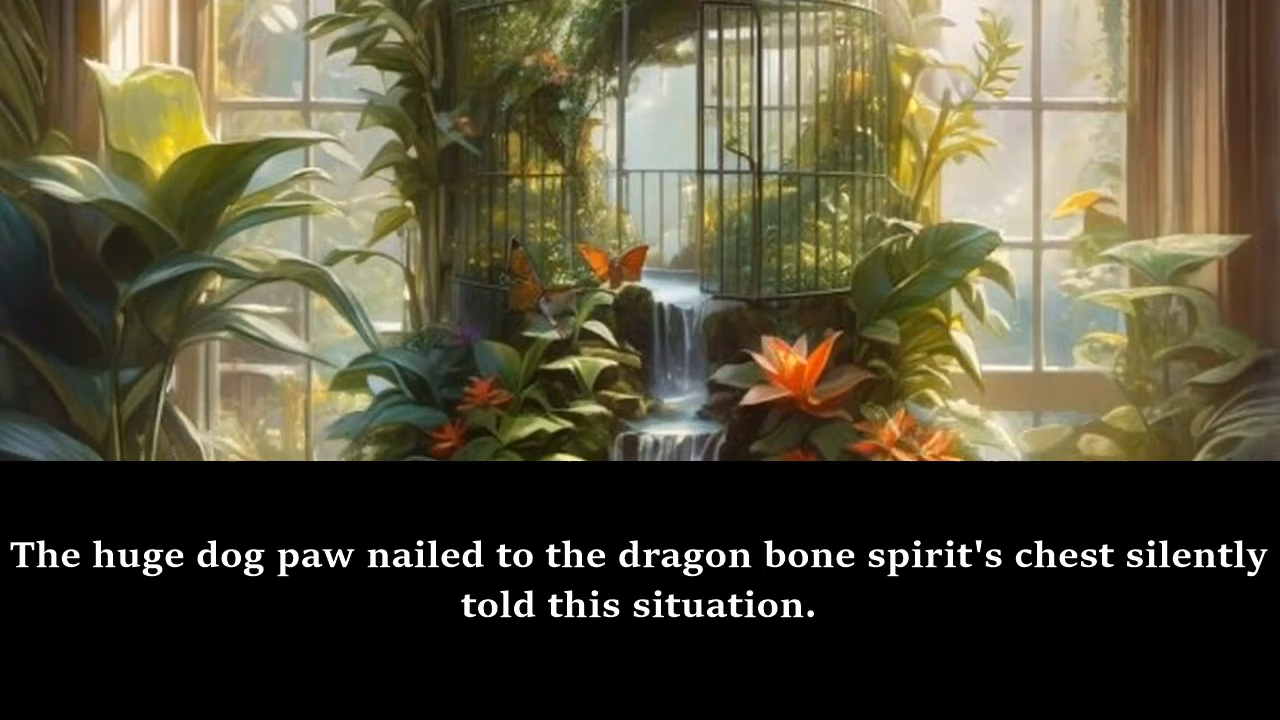 The huge dog paw nailed to the dragon bone spirit's chest silently
told this situation.